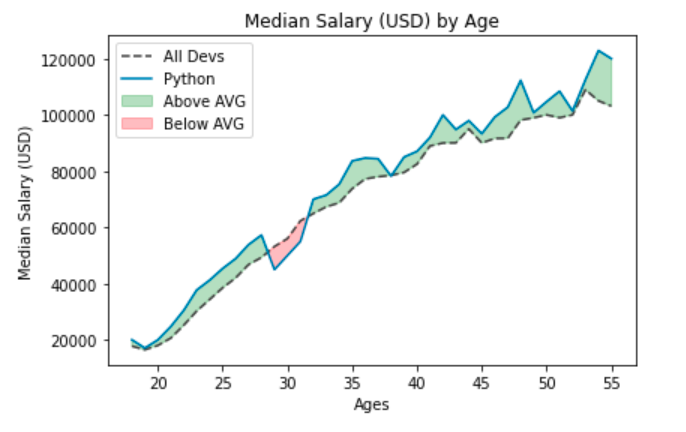 Median Salary (USD) by Age
All Devs
Python
Above AVG
Below AVG
Median Salary (USD)
120000
100000
80000
60000
40000
20000
20 25 30 35 40 45 50 55
Ages